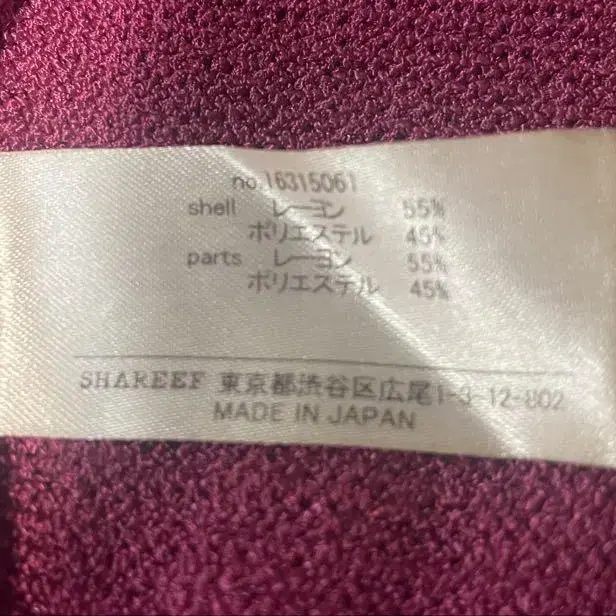 no.16315061
shell レーヨン 55%
ポリエステル 45%
parts レーヨン 55%
ポリエステル 45%
SHAREEF 東京都渋谷区広尾1-3-12-802
MADE IN JAPAN